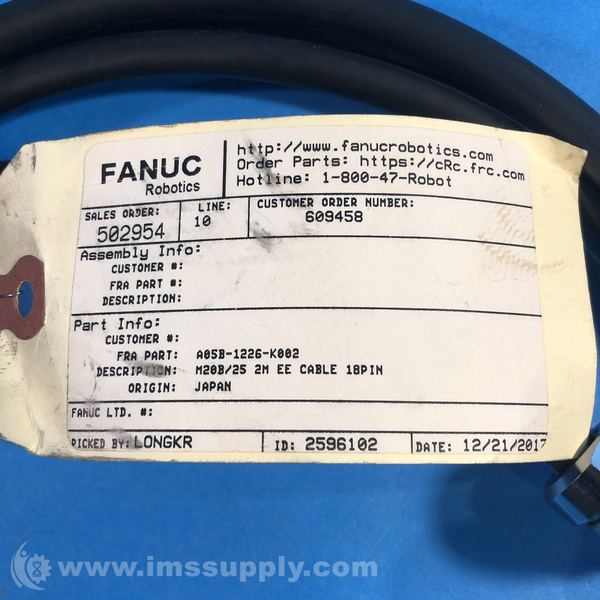 FANUC
Robotics
http://www.fanucrobotics.com
Order Parts: https://cRc.frc.com
Hotline: 1-800-47-Robot
SALES ORDER: 502954
LINE: 10
CUSTOMER ORDER NUMBER: 609458
Assembly Info:
CUSTOMER #:
FRA PART #:
DESCRIPTION:
Part Info:
CUSTOMER #:
FRA PART: A05B-1226-K002
DESCRIPTION: M20B/25 2M EE CABLE 18PIN
ORIGIN: JAPAN
FANUC LTD. #:
PICKED BY: LONGKR
ID: 2596102
DATE: 12/21/2017
www.imssupply.com